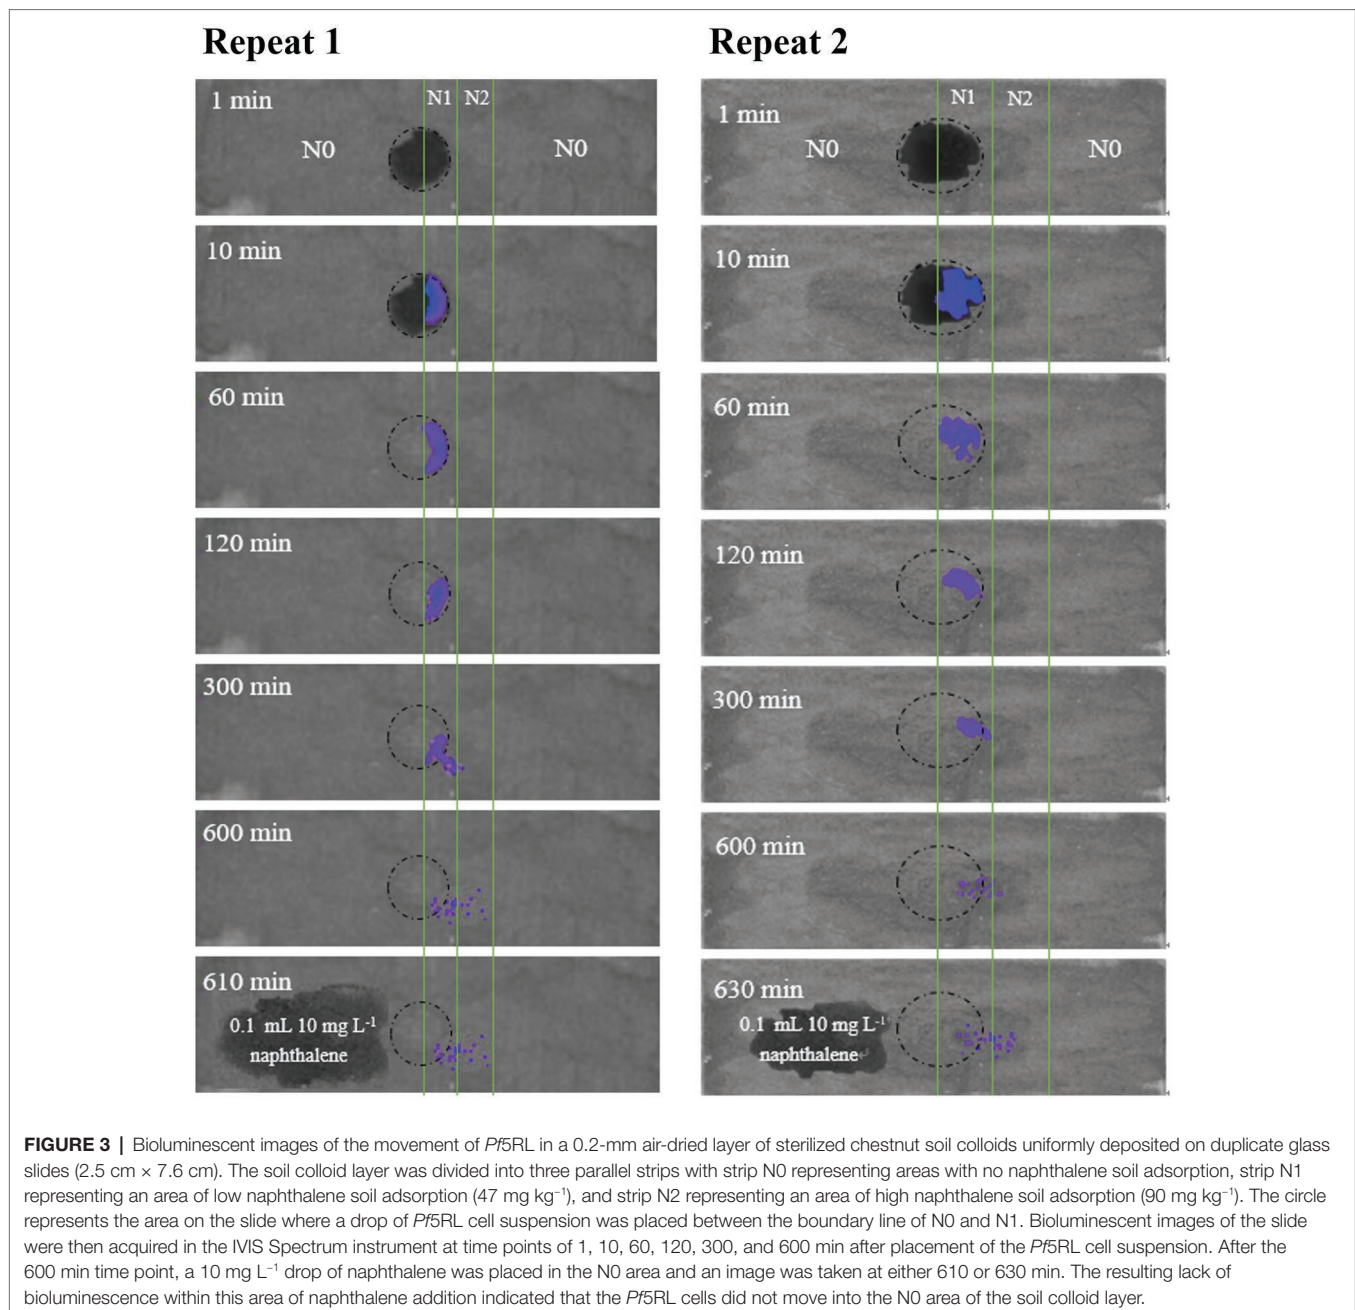 Repeat 1
Repeat 2
1 min
N1 N2
N0
N0
1 min
N1
N2
N0
N0
10 min
10 min
60 min
60 min
120 min
120 min
300 min
300 min
600 min
600 min
610 min
0.1 mL 10 mg L⁻¹
naphthalene
630 min
0.1 mL 10 mg L⁻¹
naphthalene
FIGURE 3 | Bioluminescent images of the movement of Pf5RL in a 0.2-mm air-dried layer of sterilized chestnut soil colloids uniformly deposited on duplicate glass
slides (2.5 cm × 7.6 cm). The soil colloid layer was divided into three parallel strips with strip N0 representing areas with no naphthalene soil adsorption, strip N1
representing an area of low naphthalene soil adsorption (47 mg kg⁻¹), and strip N2 representing an area of high naphthalene soil adsorption (90 mg kg⁻¹). The circle
represents the area on the slide where a drop of Pf5RL cell suspension was placed between the boundary line of N0 and N1. Bioluminescent images of the slide
were then acquired in the IVIS Spectrum instrument at time points of 1, 10, 60, 120, 300, and 600 min after placement of the Pf5RL cell suspension. After the
600 min time point, a 10 mg L⁻¹ drop of naphthalene was placed in the N0 area and an image was taken at either 610 or 630 min. The resulting lack of
bioluminescence within this area of naphthalene addition indicated that the Pf5RL cells did not move into the N0 area of the soil colloid layer.